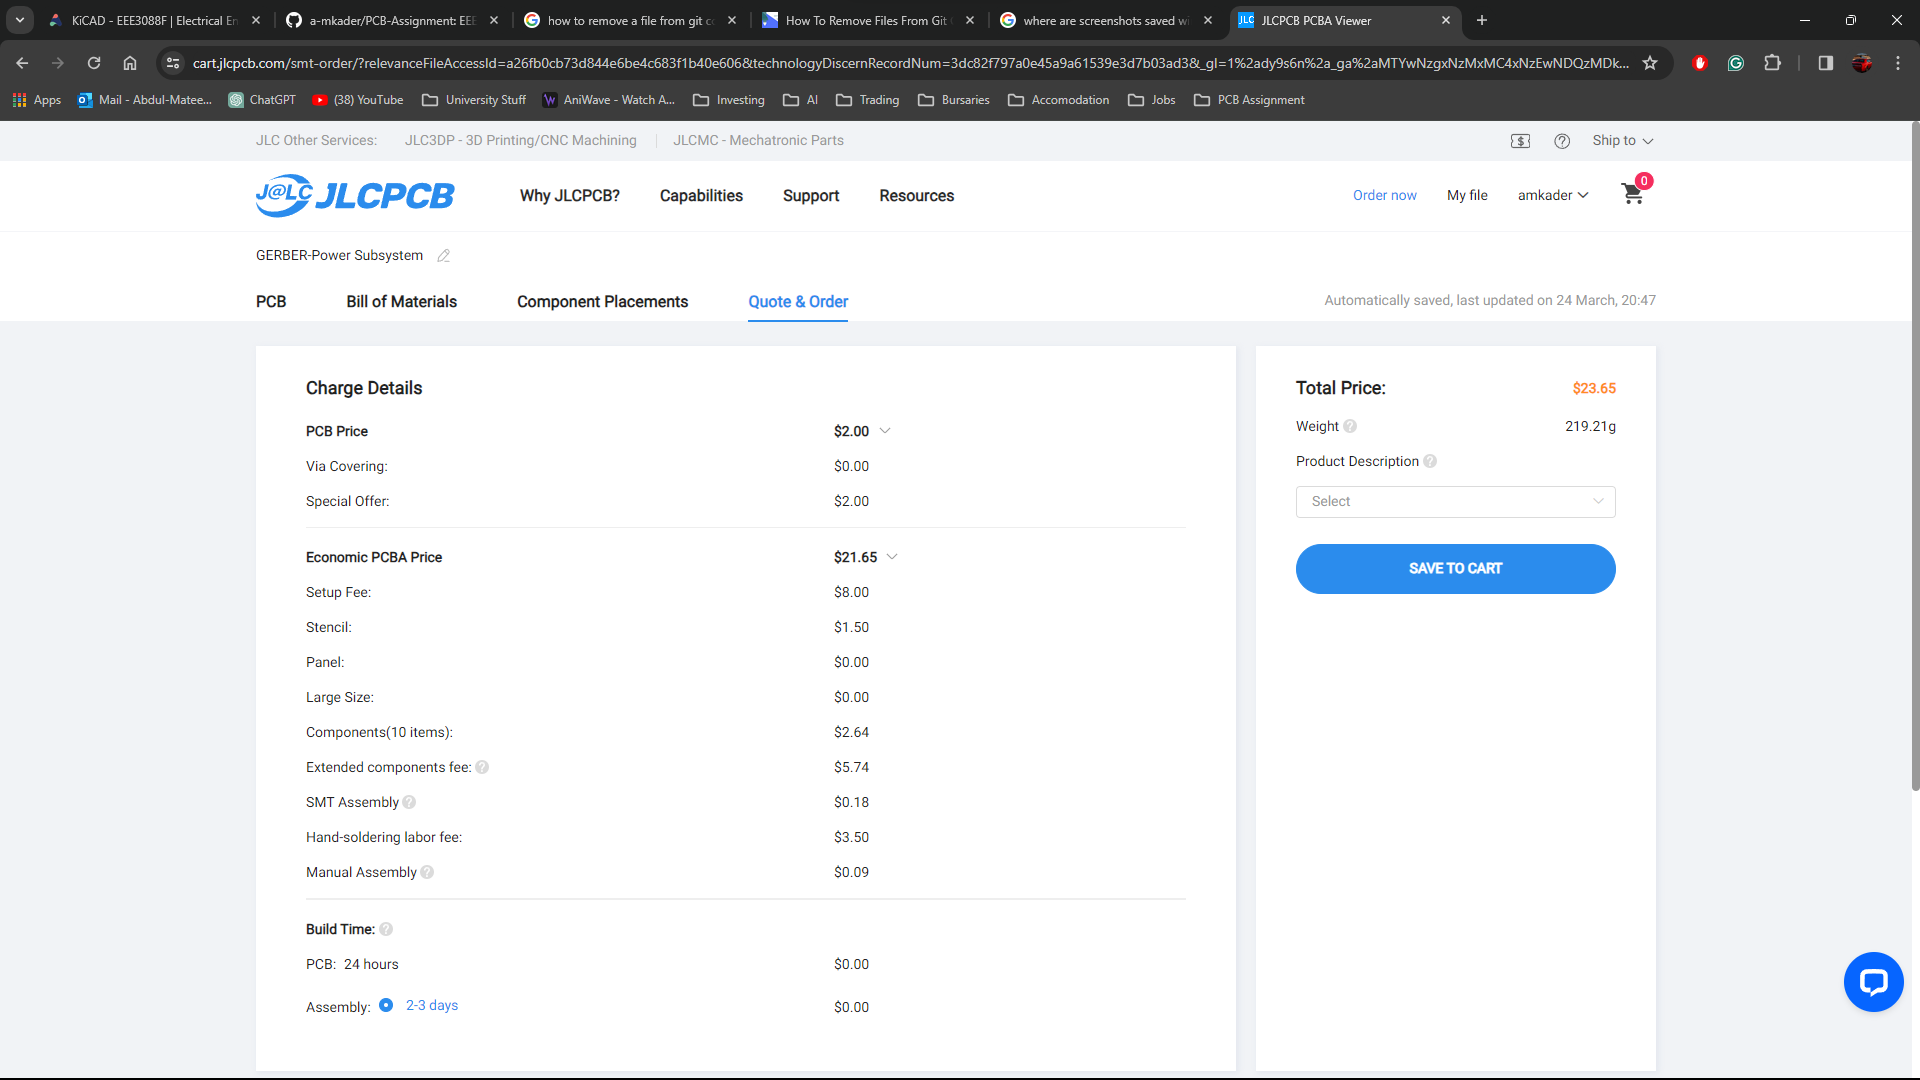 KiCAD - EEE3088F | Electrical En
a-mkader/PCB-Assignment: EEE
how to remove a file from git co
How To Remove Files From Git
where are screenshots saved wi
JLC JLCPCB PCBA Viewer
cart.jlcpcb.com/smt-order/?relevanceFileAccessId=a26fb0cb73d844e6be4c683f1b40e606&technologyDiscernRecordNum=3dc82f797a0e45a9a61539e3d7b03ad3&_gl=1%2ady9s6n%2a_ga%2aMTYwNzgxNzMxMC4xNzEwNDQzMDk...
Apps
Mail - Abdul-Matee...
ChatGPT
(38) YouTube
University Stuff
AniWave - Watch A...
Investing
AI
Trading
Bursaries
Accomodation
Jobs
PCB Assignment
JLC Other Services:
JLC3DP - 3D Printing/CNC Machining
JLCMC - Mechatronic Parts
Ship to
J@LC JLCPCB
Why JLCPCB?
Capabilities
Support
Resources
Order now
My file
amkader
0
GERBER-Power Subsystem
PCB
Bill of Materials
Component Placements
Quote & Order
Automatically saved, last updated on 24 March, 20:47
Charge Details
PCB Price $2.00
Via Covering: $0.00
Special Offer: $2.00
Economic PCBA Price $21.65
Setup Fee: $8.00
Stencil: $1.50
Panel: $0.00
Large Size: $0.00
Components(10 items): $2.64
Extended components fee: ? $5.74
SMT Assembly ? $0.18
Hand-soldering labor fee: $3.50
Manual Assembly ? $0.09
Build Time: ?
PCB: 24 hours $0.00
Assembly: 2-3 days $0.00
Total Price: $23.65
Weight ? 219.21g
Product Description ?
Select
SAVE TO CART